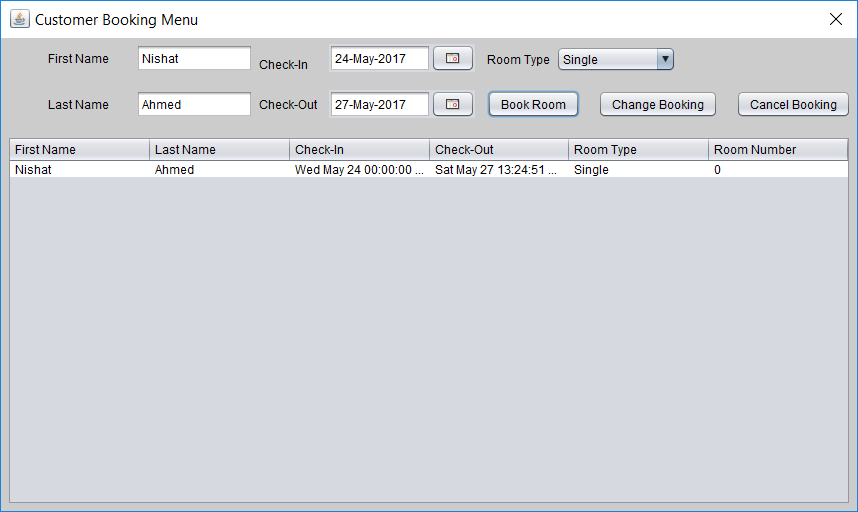 Customer Booking Menu
First Name Nishat Check-In 24-May-2017 Room Type Single
Last Name Ahmed Check-Out 27-May-2017 Book Room Change Booking Cancel Booking
First Name Last Name Check-In Check-Out Room Type Room Number
Nishat Ahmed Wed May 24 00:00:00 ... Sat May 27 13:24:51 ... Single 0